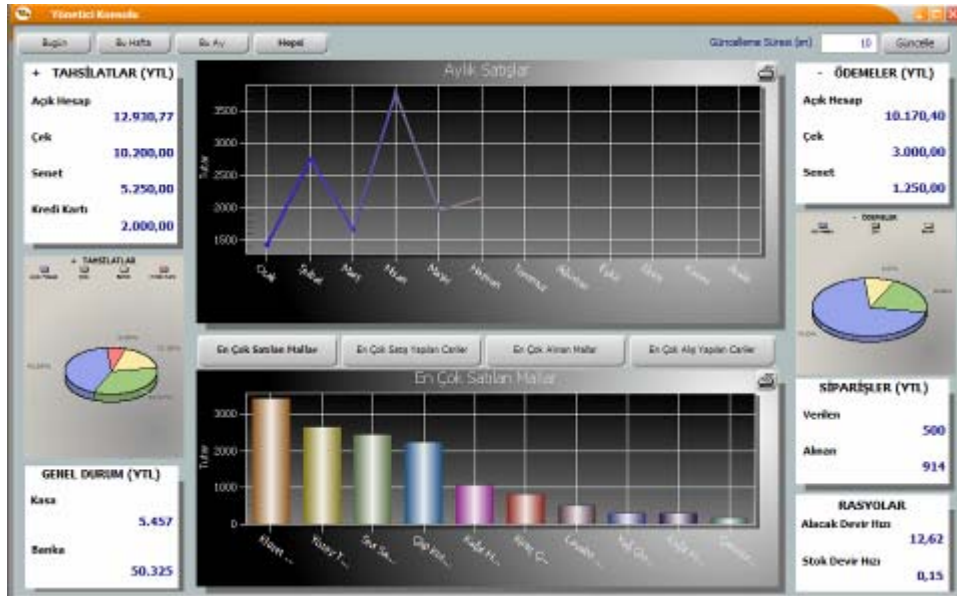 Yönetici Konsolu
Bugün
Bu Hafta
Bu Ay
Hepsi
Güncelleme Süresi (sn)
10
Güncelle
+ TAHSİLATLAR (YTL)
Açık Hesap
12.930,77
Çek
10.200,00
Senet
5.250,00
Kredi Kartı
2.000,00
Aylık Satışlar
Tutar
3500
3000
2500
2000
1500
Ocak
Şubat
Mart
Nisan
Mayıs
Haziran
Temmuz
Ağustos
Eylül
Ekim
Kasım
Aralık
- ÖDEMELER (YTL)
Açık Hesap
10.170,40
Çek
3.000,00
Senet
1.250,00
+ TAHSİLATLAR
- ÖDEMELER
En Çok Satılan Mallar
En Çok Satış Yapılan Cariler
En Çok Alınan Mallar
En Çok Alış Yapılan Cariler
En Çok Satılan Mallar
Tutar
3000
2000
1000
0
GENEL DURUM (YTL)
Kasa
5.457
Banka
50.325
SİPARİŞLER (YTL)
Verilen
500
Alınan
914
RASYOLAR
Alacak Devir Hızı
12,62
Stok Devir Hızı
0,15